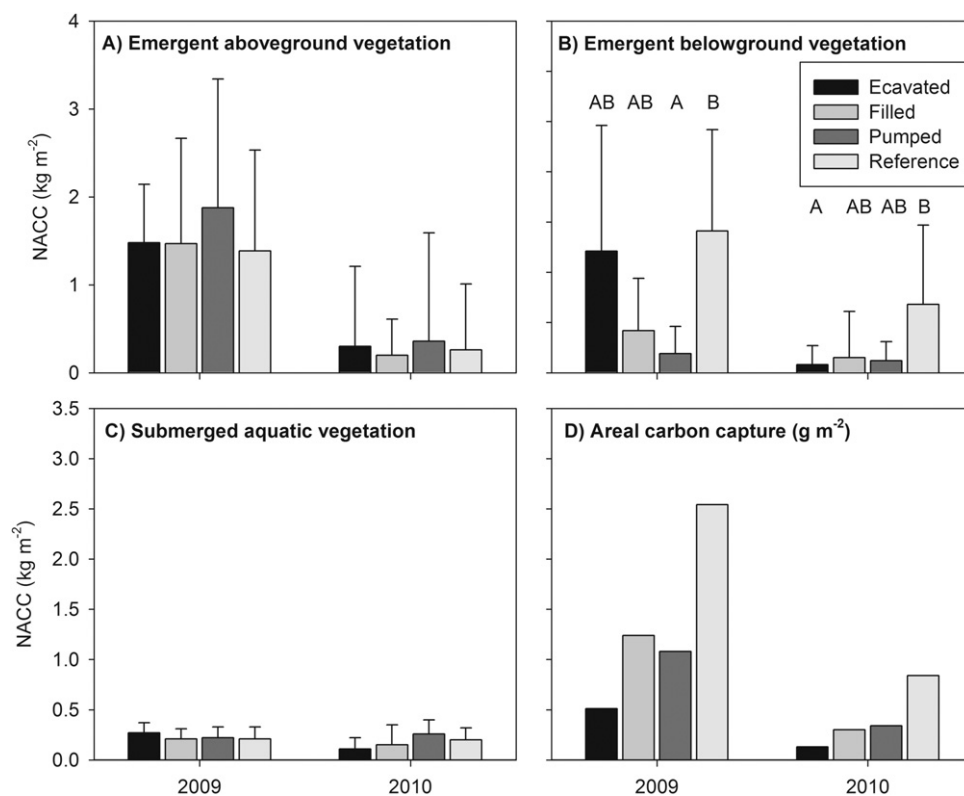 A) Emergent aboveground vegetation
4
3
2
1
0
NACC (kg m⁻²)
B) Emergent belowground vegetation
Ecavated
Filled
Pumped
Reference
AB AB A B
A AB AB B
C) Submerged aquatic vegetation
3.5
3.0
2.5
2.0
1.5
1.0
0.5
0.0
NACC (kg m⁻²)
2009 2010
D) Areal carbon capture (g m⁻²)
2009 2010